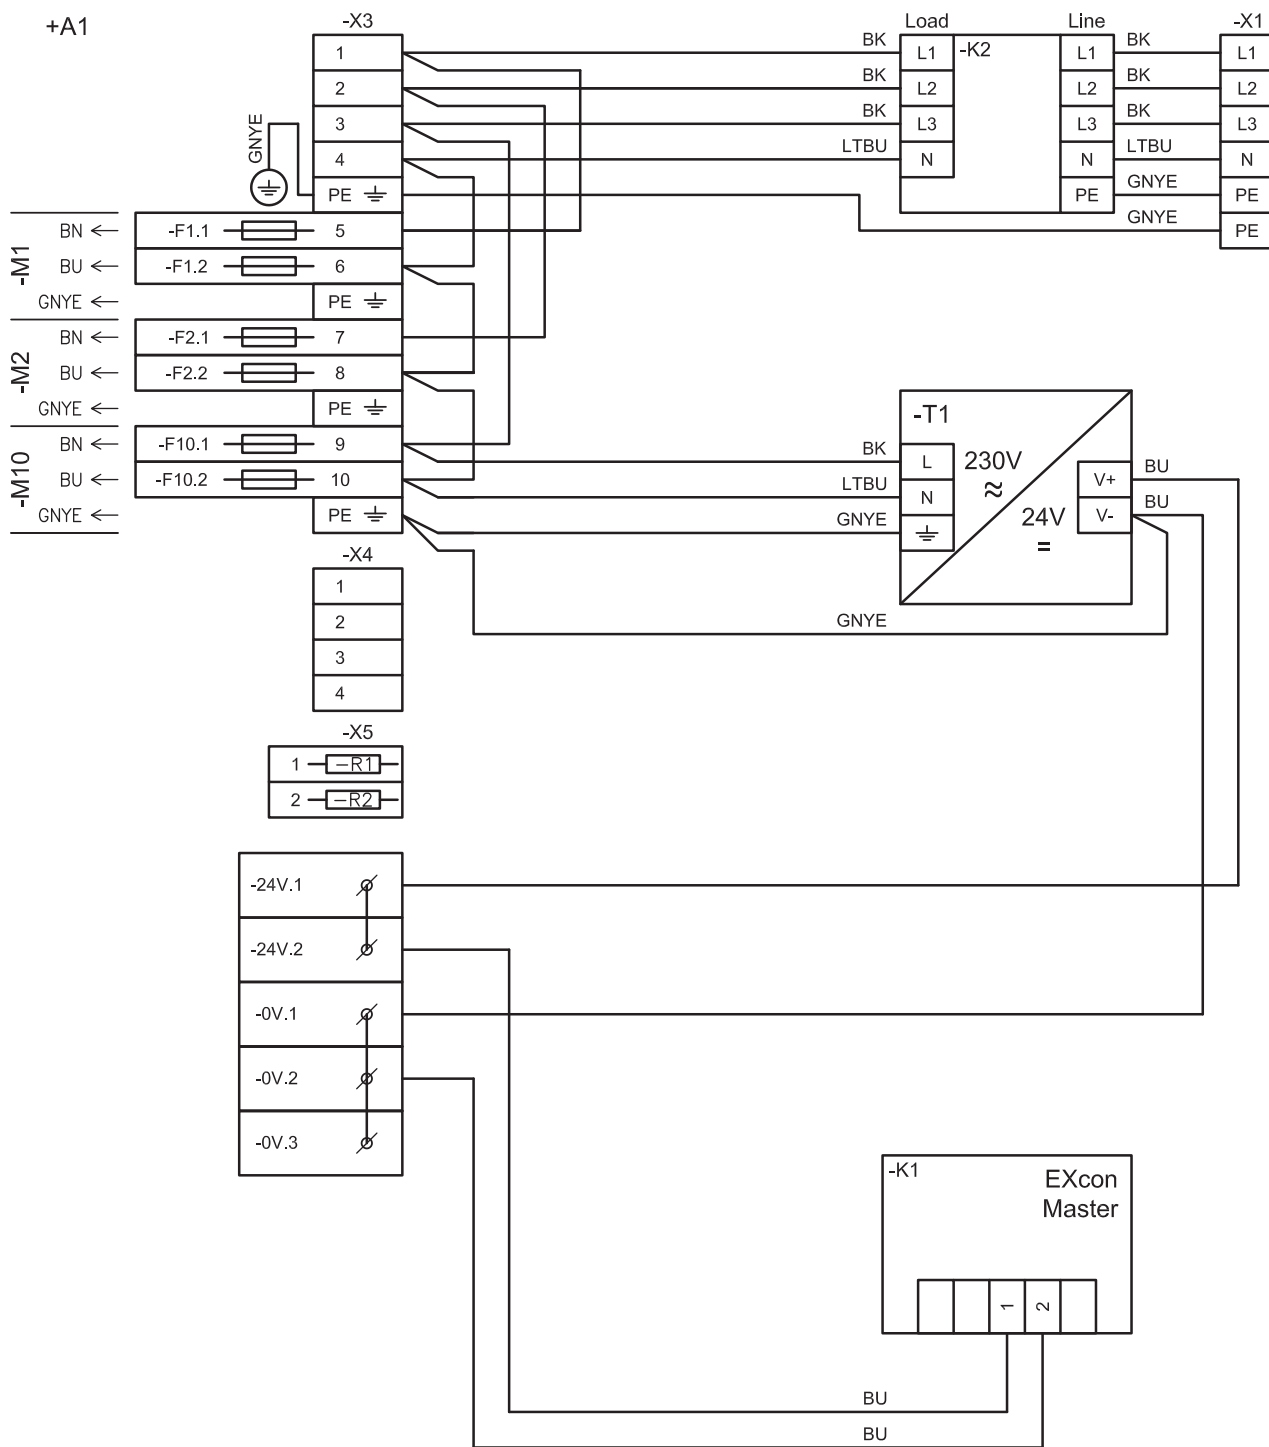 +A1
-X3
Load
Line
-X1
1
BK
L1
-K2
L1
BK
L1
2
BK
L2
L2
BK
L2
3
BK
L3
L3
BK
L3
GNYE
4
LTBU
N
N
LTBU
N
PE
PE
GNYE
PE
GNYE
PE
-M1
BN
-F1.1
5
BU
-F1.2
6
GNYE
PE
-M2
BN
-F2.1
7
BU
-F2.2
8
GNYE
PE
-M10
BN
-F10.1
9
BU
-F10.2
10
GNYE
PE
-T1
BK
L
230V
LTBU
N
GNYE
24V
V+
BU
V-
BU
GNYE
-X4
1
2
3
4
-X5
1
-R1
2
-R2
-24V.1
-24V.2
-0V.1
-0V.2
-0V.3
-K1
EXcon
Master
1
2
BU
BU